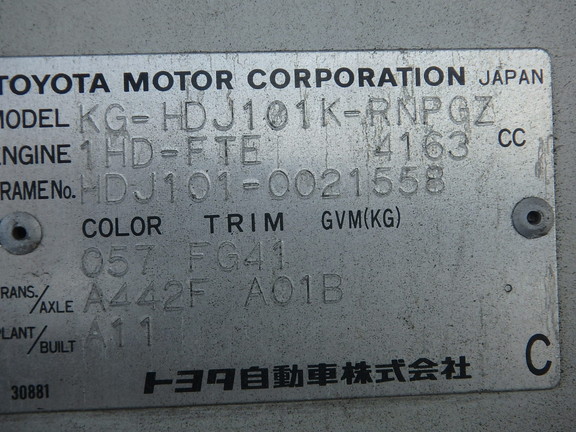 TOYOTA MOTOR CORPORATION JAPAN
MODEL KG-HDJ101K-RNPGZ
ENGINE 1HD-FTE 4163 CC
FRAME No. HDJ101-0021558
COLOR TRIM GVM(KG)
057 FG41
TRANS./AXLE A442F A01B
PLANT/BUILT A11
トヨタ自動車株式会社 C
30881